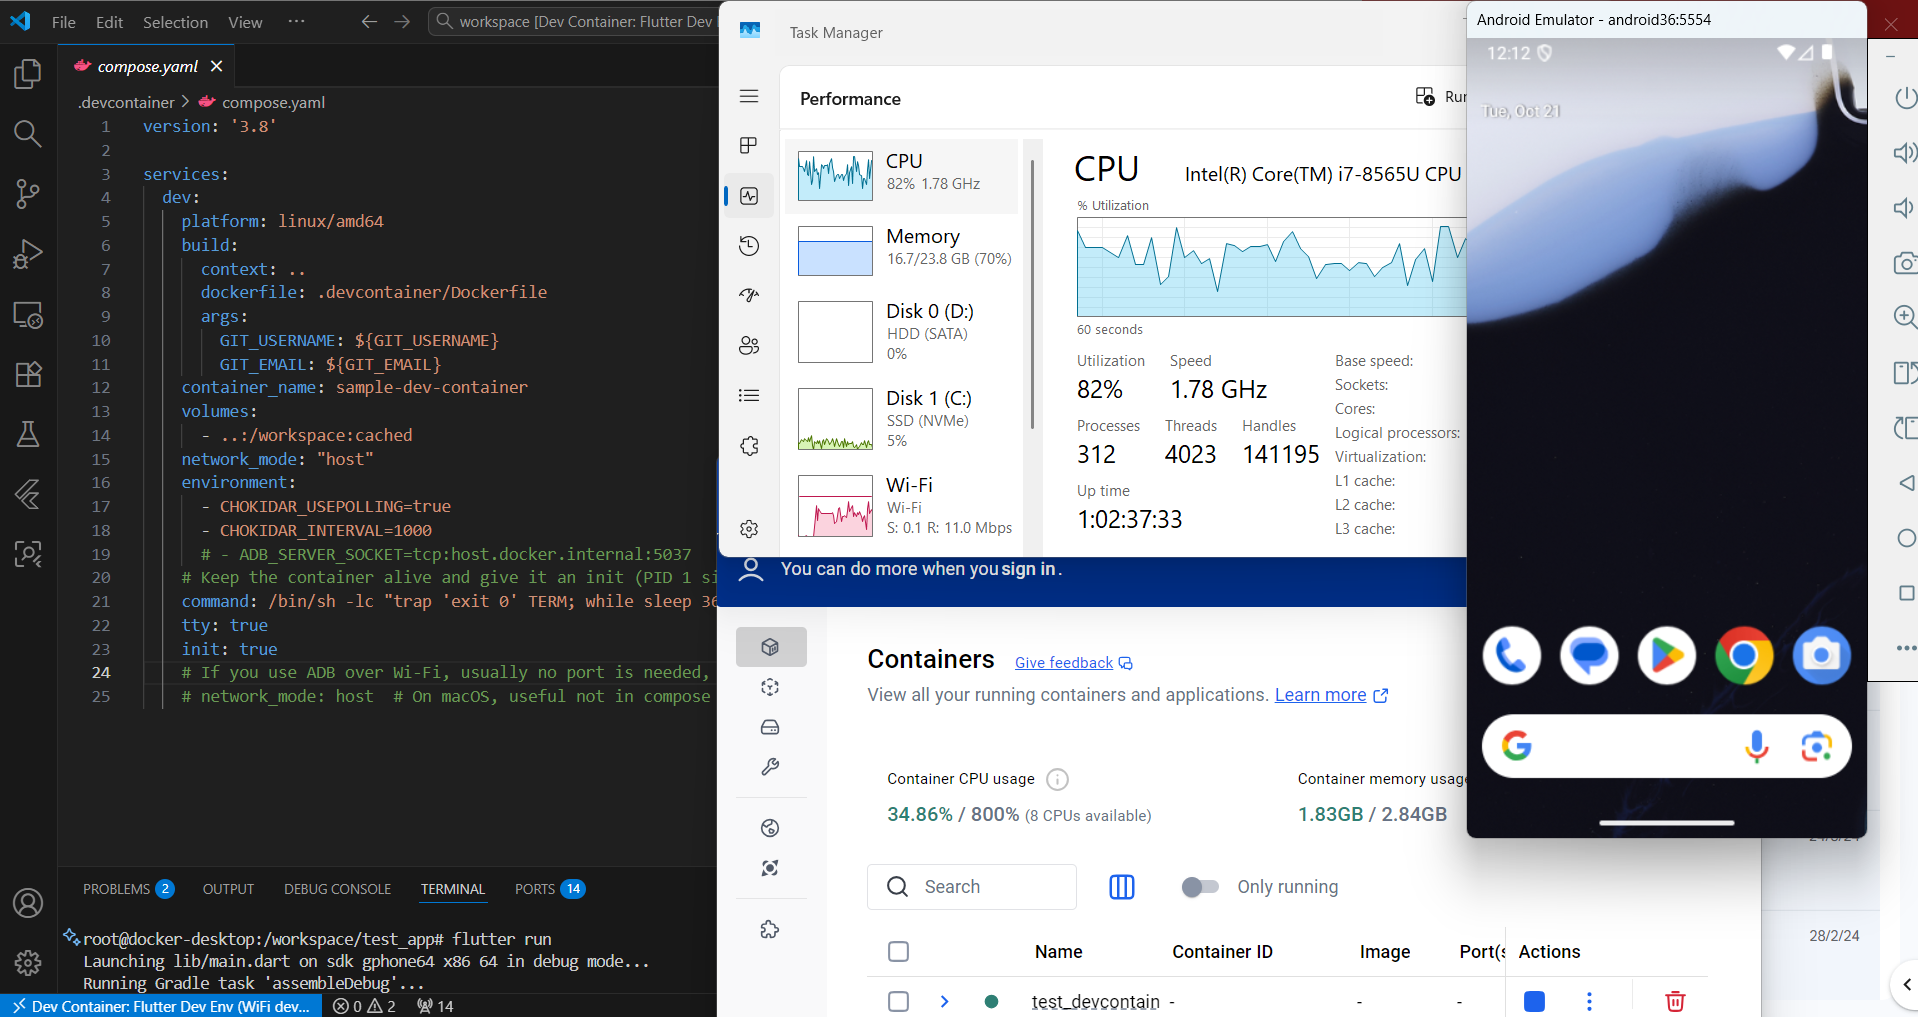 File Edit Selection View ··· workspace [Dev Container: Flutter Dev
compose.yaml
.devcontainer > compose.yaml
1 version: '3.8'
2
3 services:
4 dev:
5 platform: linux/amd64
6 build:
7 context: ..
8 dockerfile: .devcontainer/Dockerfile
9 args:
10 GIT_USERNAME: ${GIT_USERNAME}
11 GIT_EMAIL: ${GIT_EMAIL}
12 container_name: sample-dev-container
13 volumes:
14 - ..:/workspace:cached
15 network_mode: "host"
16 environment:
17 - CHOKIDAR_USEPOLLING=true
18 - CHOKIDAR_INTERVAL=1000
19 # - ADB_SERVER_SOCKET=tcp:host.docker.internal:5037
20 # Keep the container alive and give it an init (PID 1 si
21 command: /bin/sh -lc "trap 'exit 0' TERM; while sleep 36
22 tty: true
23 init: true
24 # If you use ADB over Wi-Fi, usually no port is needed,
25 # network_mode: host # On macOS, useful not in compose
PROBLEMS 2 OUTPUT DEBUG CONSOLE TERMINAL PORTS 14
root@docker-desktop:/workspace/test_app# flutter run
Launching lib/main.dart on sdk gphone64 x86 64 in debug mode...
Running Gradle task 'assembleDebug'...
Dev Container: Flutter Dev Env (WiFi dev... 0 2 14
Task Manager
Performance
Run
CPU
82% 1.78 GHz
Memory
16.7/23.8 GB (70%)
Disk 0 (D:)
HDD (SATA)
0%
Disk 1 (C:)
SSD (NVMe)
5%
Wi-Fi
Wi-Fi
S: 0.1 R: 11.0 Mbps
CPU Intel(R) Core(TM) i7-8565U CPU
% Utilization
60 seconds
Utilization Speed
82% 1.78 GHz
Processes Threads Handles
312 4023 141195
Up time
1:02:37:33
Base speed:
Sockets:
Cores:
Logical processors:
Virtualization:
L1 cache:
L2 cache:
L3 cache:
You can do more when you sign in.
Containers Give feedback
View all your running containers and applications. Learn more
Container CPU usage
34.86% / 800% (8 CPUs available)
Container memory usage
1.83GB / 2.84GB
Search Only running
Name Container ID Image Port(s Actions
test_devcontain - - -
Android Emulator - android36:5554
12:12
Tue, Oct 21
28/2/24